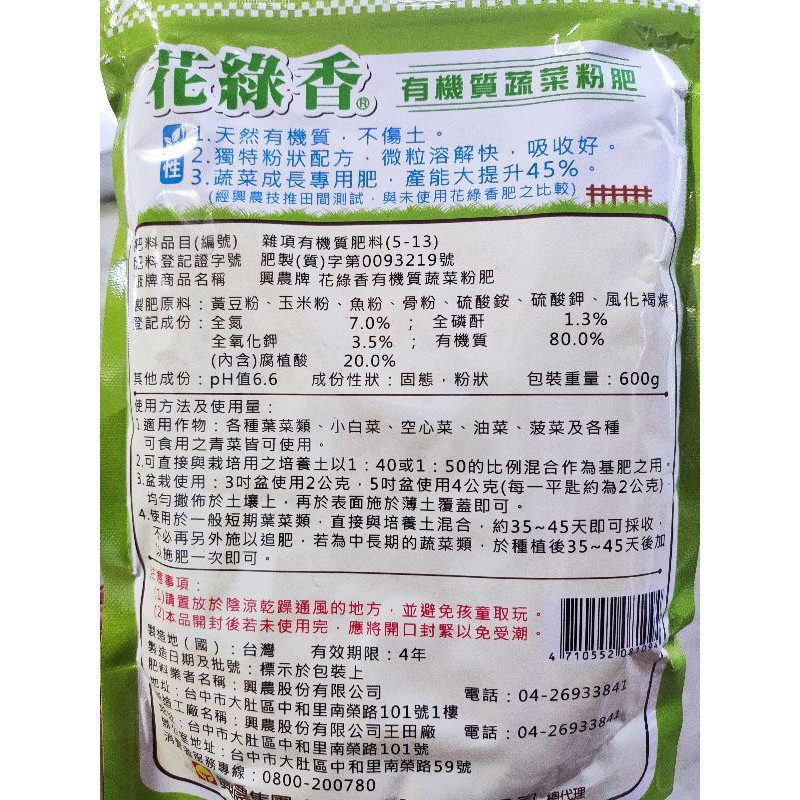 花綠香® 有機質蔬菜粉肥
性
1.天然有機質，不傷土。
2.獨特粉狀配方，微粒溶解快，吸收好。
3.蔬菜成長專用肥，產能大提升45%。
(經興農技推田間測試，與未使用花綠香肥之比較)
肥料品目(編號) 雜項有機質肥料(5-13)
肥料登記證字號 肥製(質)字第0093219號
廠牌商品名稱 興農牌 花綠香有機質蔬菜粉肥
製肥原料：黃豆粉、玉米粉、魚粉、骨粉、硫酸銨、硫酸鉀、風化褐煤
登記成份：全氮 7.0%；全磷酐 1.3%
全氧化鉀 3.5%；有機質 80.0%
(內含)腐植酸 20.0%
其他成份：pH值6.6 成份性狀：固態，粉狀 包裝重量：600g
使用方法及使用量：
1.適用作物：各種葉菜類、小白菜、空心菜、油菜、菠菜及各種
可食用之青菜皆可使用。
2.可直接與栽培用之培養土以1：40或1：50的比例混合作為基肥之用。
3.盆栽使用：3吋盆使用2公克，5吋盆使用4公克(每一平匙約為2公克)，
均勻撒佈於土壤上，再於表面施於薄土覆蓋即可。
4.使用於一般短期葉菜類，直接與培養土混合，約35~45天即可採收，
不必再另外施以追肥，若為中長期的蔬菜類，於種植後35~45天後加
以施肥一次即可。
注意事項：
(1)請置放於陰涼乾躁通風的地方，並避免孩童取玩。
(2)本品開封後若未使用完，應將開口封緊以免受潮。
製造地(國)：台灣 有效期限：4年
製造日期及批號：標示於包裝上
肥料業者名稱：興農股份有限公司 電話：04-26933841
地址：台中市大肚區中和里南榮路101號1樓
製造工廠名稱：興農股份有限公司王田廠 電話：04-26933841
地址：台中市大肚區中和里南榮路101號
地址：台中市大肚區中和里南榮路59號
消費者服務專線：0800-200780
集團
總代理
4 710552